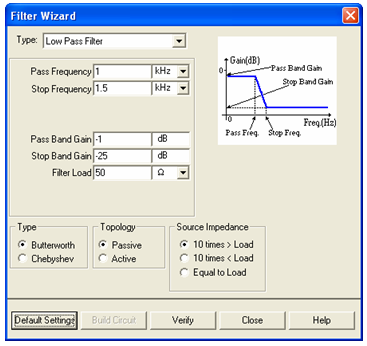 Filter Wizard
Type: Low Pass Filter
Pass Frequency 1 kHz
Stop Frequency 1.5 kHz
Pass Band Gain -1 dB
Stop Band Gain -25 dB
Filter Load 50 Ω
Gain(dB)
0
Pass Band Gain
Stop Band Gain
0
Freq.(Hz)
Pass Freq. Stop Freq.
Type
Butterworth
Chebyshev
Topology
Passive
Active
Source Impedance
10 times > Load
10 times < Load
Equal to Load
Default Settings Build Circuit Verify Close Help